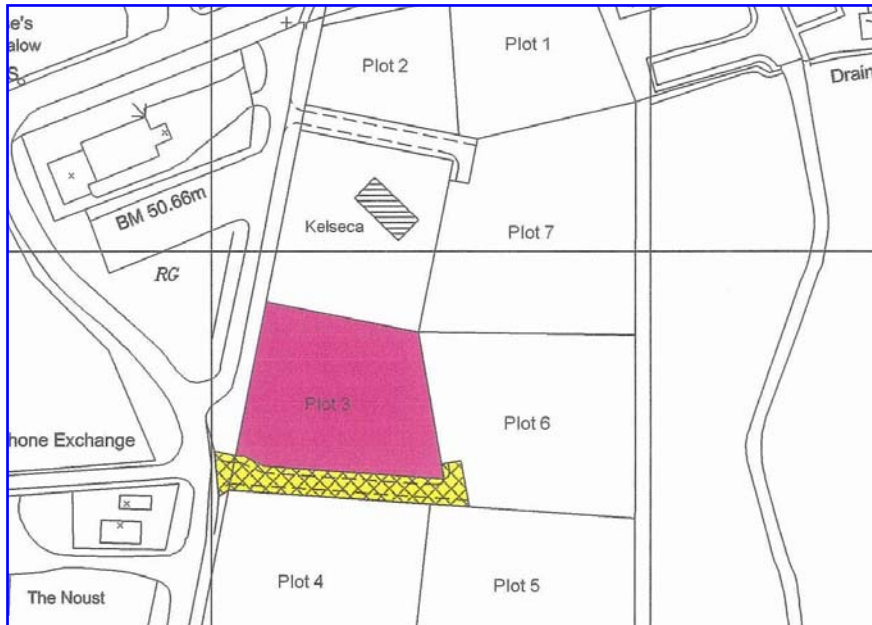 e's
alow
S
Plot 2
Plot 1
Drain
BM 50.66m
Kelseca
Plot 7
RG
Plot 3
Plot 6
hone Exchange
Plot 4
Plot 5
The Noust